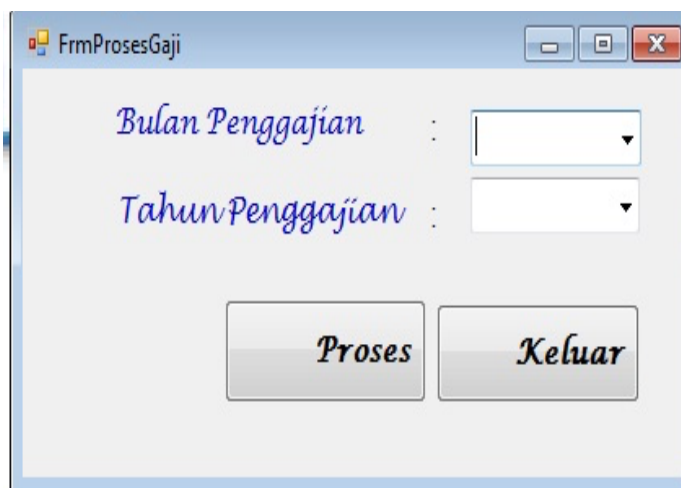 FrmProsesGaji
Bulan Penggajian :
Tahun Penggajian :
Proses Keluar